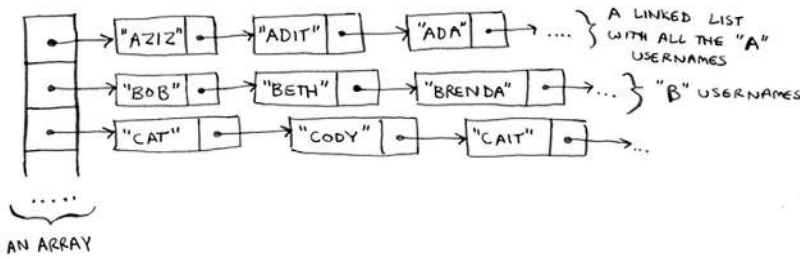 "AZIZ" "ADIT" "ADA" .... A LINKED LIST
WITH ALL THE "A"
USERNAMES
"BOB" "BETH" "BRENDA" ... "B" USERNAMES
"CAT" "CODY" "CAIT" ...
.....
AN ARRAY